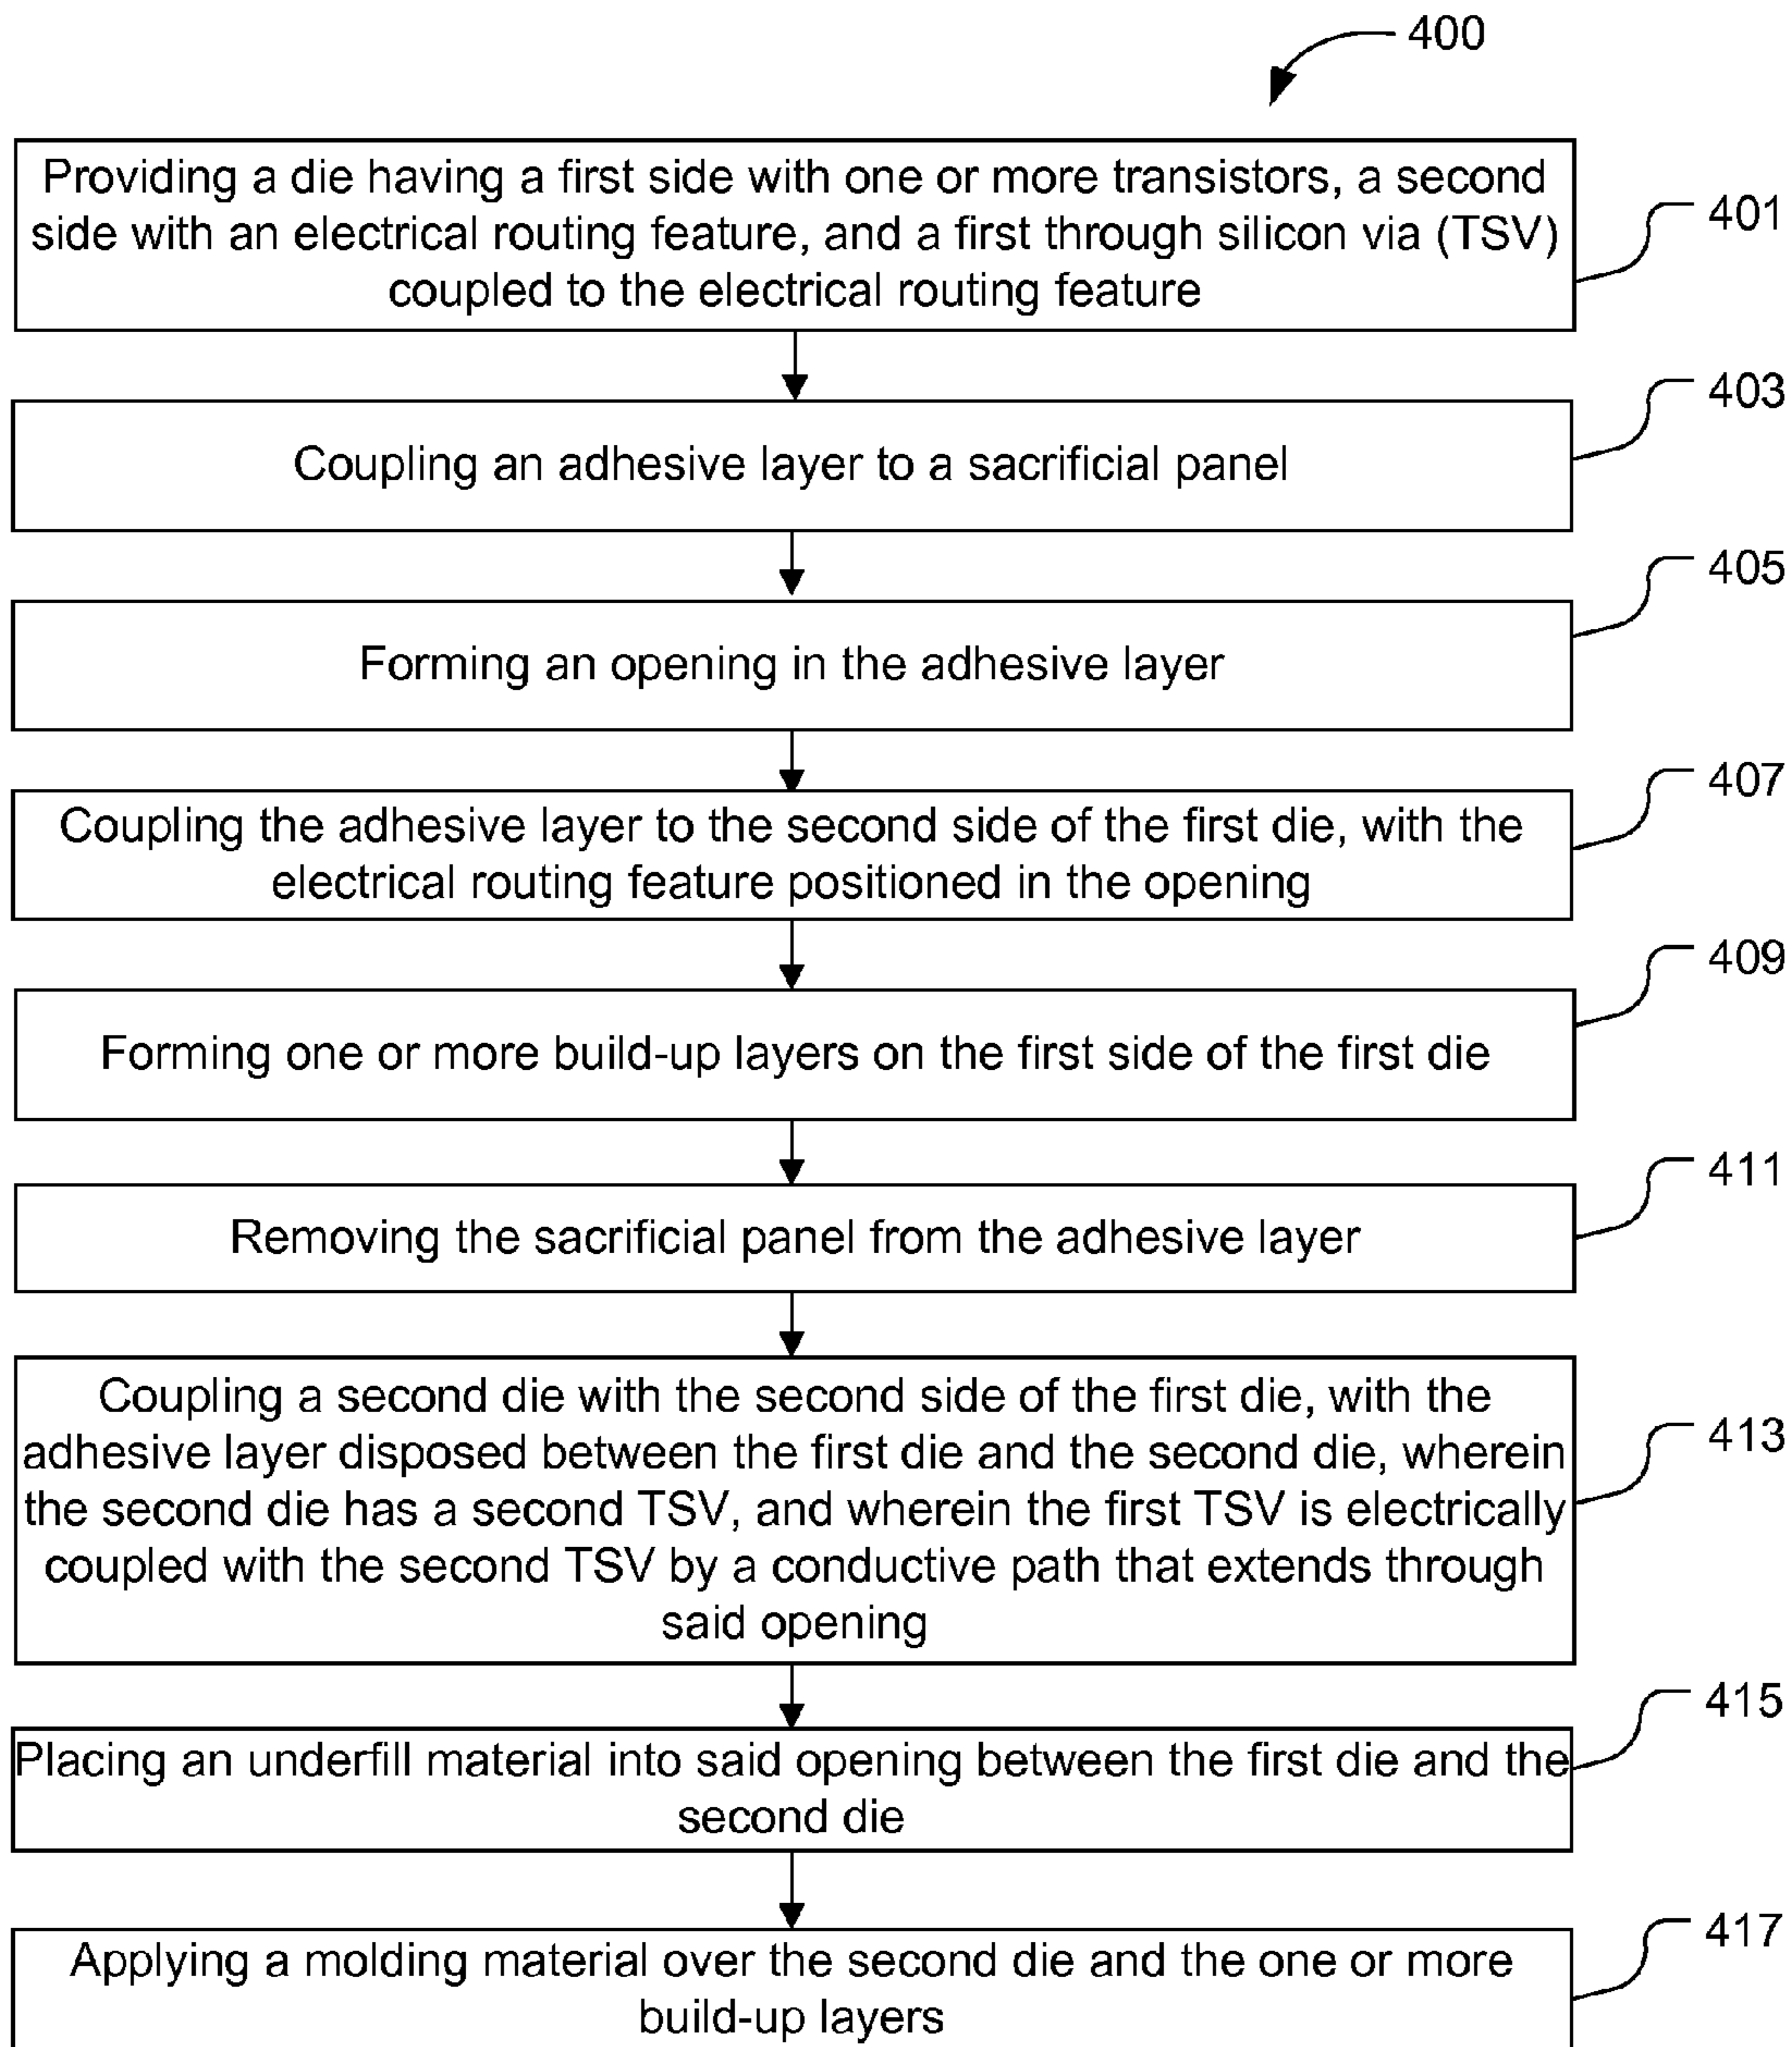 400
Providing a die having a first side with one or more transistors, a second
side with an electrical routing feature, and a first through silicon via (TSV)
coupled to the electrical routing feature
401
Coupling an adhesive layer to a sacrificial panel
403
Forming an opening in the adhesive layer
405
Coupling the adhesive layer to the second side of the first die, with the
electrical routing feature positioned in the opening
407
Forming one or more build-up layers on the first side of the first die
409
Removing the sacrificial panel from the adhesive layer
411
Coupling a second die with the second side of the first die, with the
adhesive layer disposed between the first die and the second die, wherein
the second die has a second TSV, and wherein the first TSV is electrically
coupled with the second TSV by a conductive path that extends through
said opening
413
Placing an underfill material into said opening between the first die and the
second die
415
Applying a molding material over the second die and the one or more
build-up layers
417